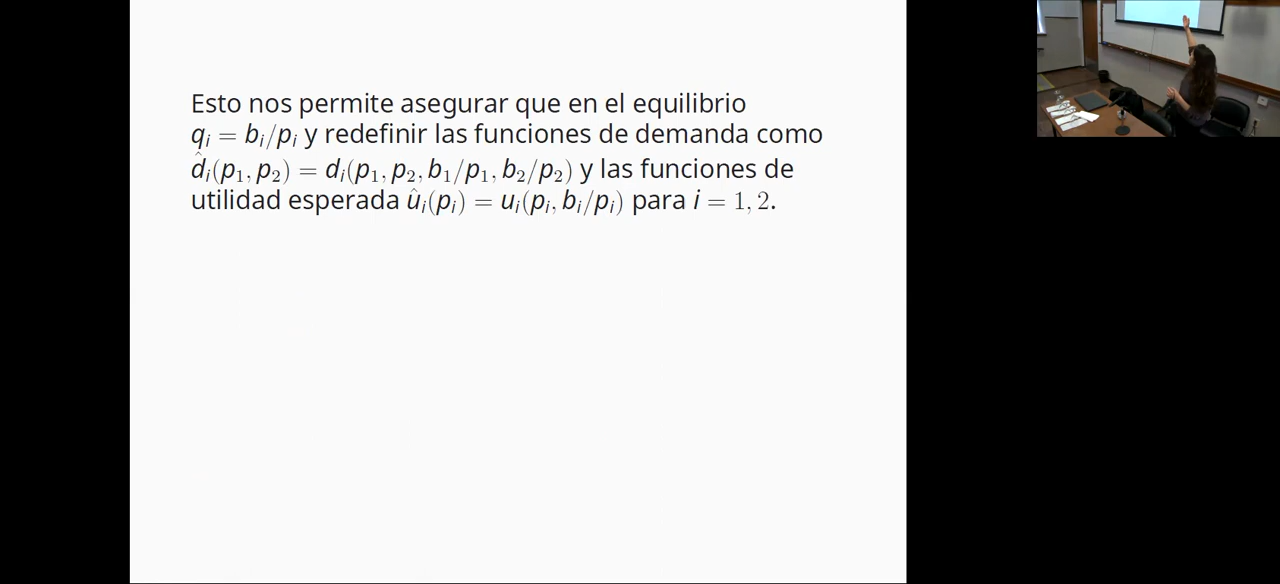 Esto nos permite asegurar que en el equilibrio
qᵢ = bᵢ/pᵢ y redefinir las funciones de demanda como
d̂ᵢ(p₁, p₂) = dᵢ(p₁, p₂, b₁/p₁, b₂/p₂) y las funciones de
utilidad esperada ûᵢ(pᵢ) = uᵢ(pᵢ, bᵢ/pᵢ) para i = 1, 2.